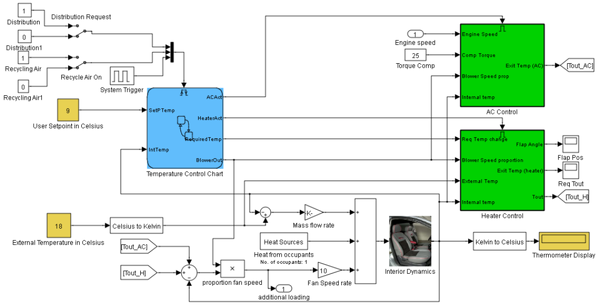 1
Distribution
Distribution Request
0
Distribution1
1
Recycling Air
Recycle Air On
0
Recycling Air1
System Trigger
9
User Setpoint in Celsius
SetPTemp
IntTemp
ACAct
HeaterAct
RequiredTemp
BlowerOut
Temperature Control Chart
1
Engine speed
25
Torque Comp
Engine Speed
Comp Torque
Blower Speed prop
Internal temp
Bolt Temp (AC)
AC Control
[Tout_AC]
Req Temp change
Blower Speed proportion
External Temp
Internal temp
Flap Angle
Bolt Temp (heater)
Tout
Heater Control
Flap Pos
Req Tout
[Tout_H]
18
External Temperature in Celsius
Celsius to Kelvin
-K-
Mass flow rate
Heat Sources
Heat from occupants
No. of occupants: 1
[Tout_AC]
[Tout_H]
×
proportion fan speed
10
Fan Speed rate
1
additional loading
Interior Dynamics
Kelvin to Celsius
Thermometer Display